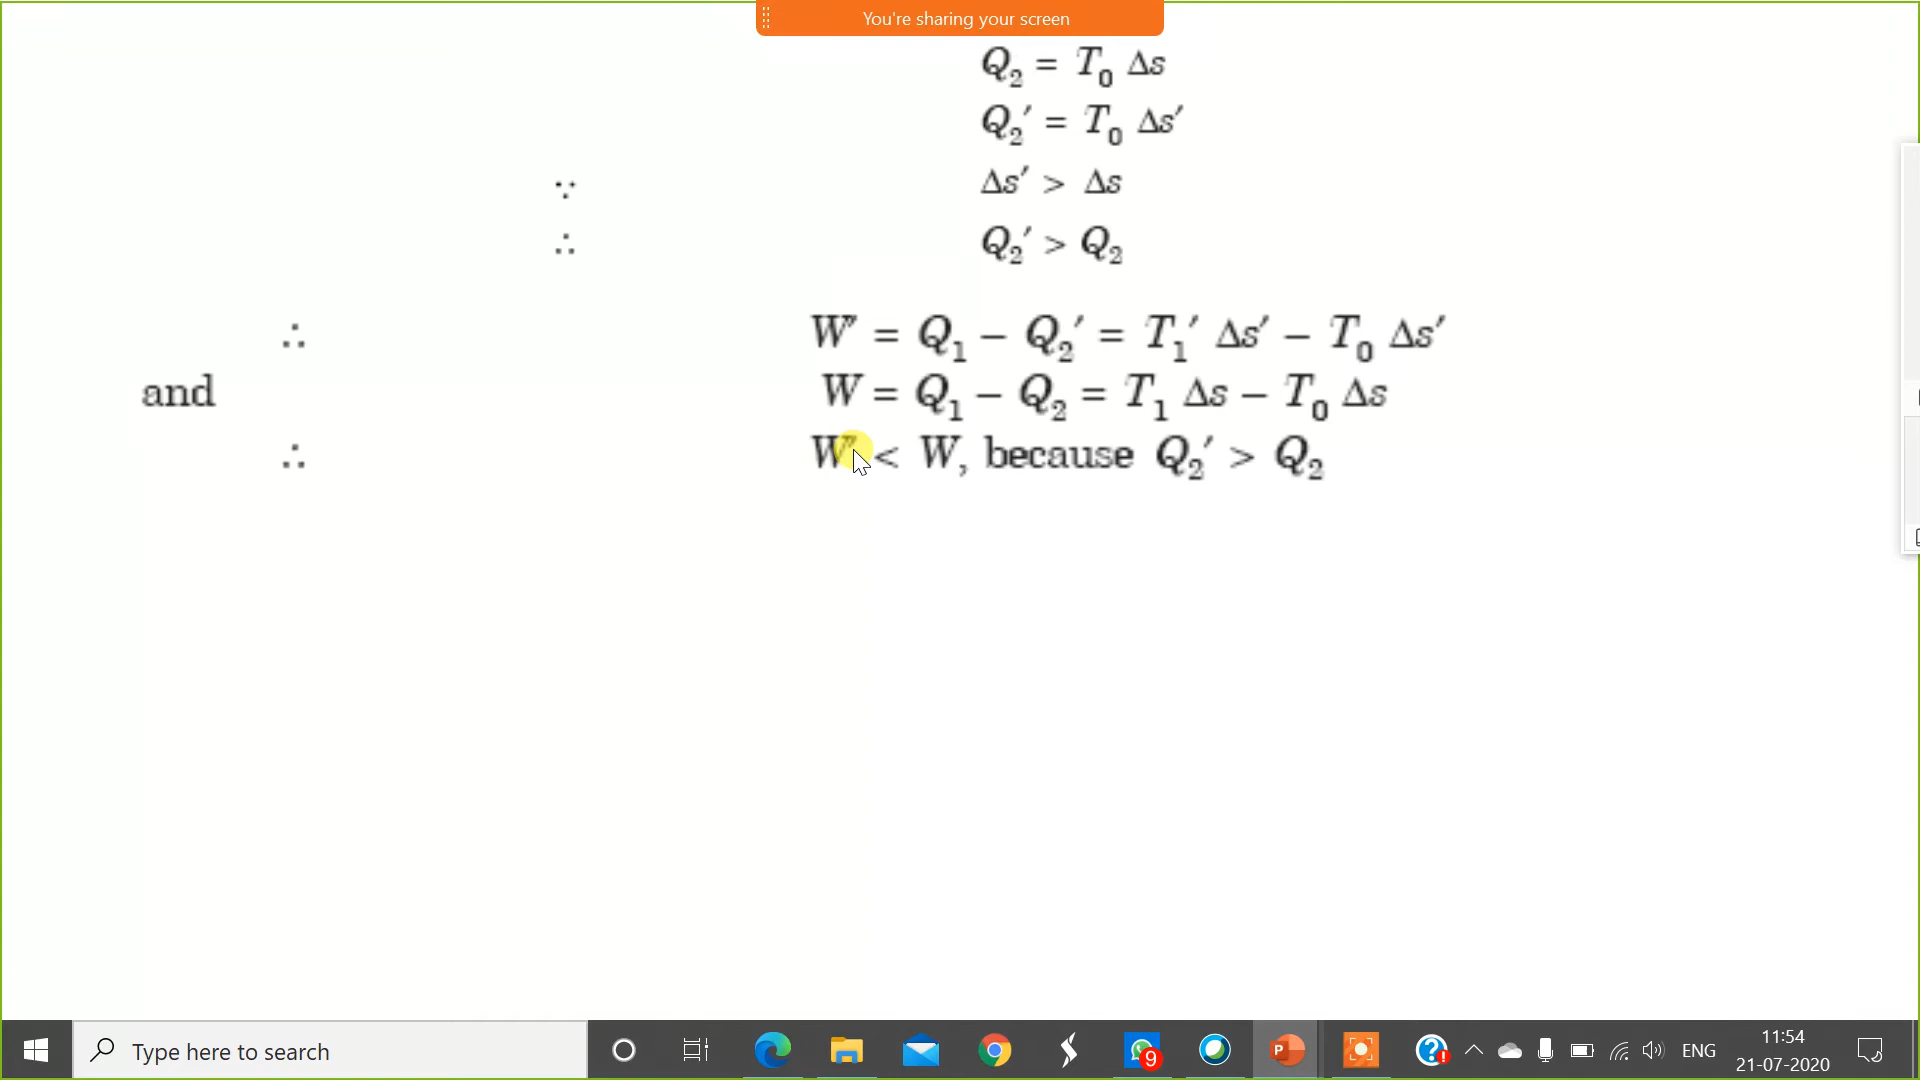 You're sharing your screen
Q₂ = T₀ Δs
Q₂′ = T₀ Δs′
∵ Δs′ > Δs
∴ Q₂′ > Q₂
∴ W′ = Q₁ − Q₂′ = T₁′ Δs′ − T₀ Δs′
and W = Q₁ − Q₂ = T₁ Δs − T₀ Δs
∴ W′ < W, because Q₂′ > Q₂
Type here to search
9
ENG
11:54
21-07-2020